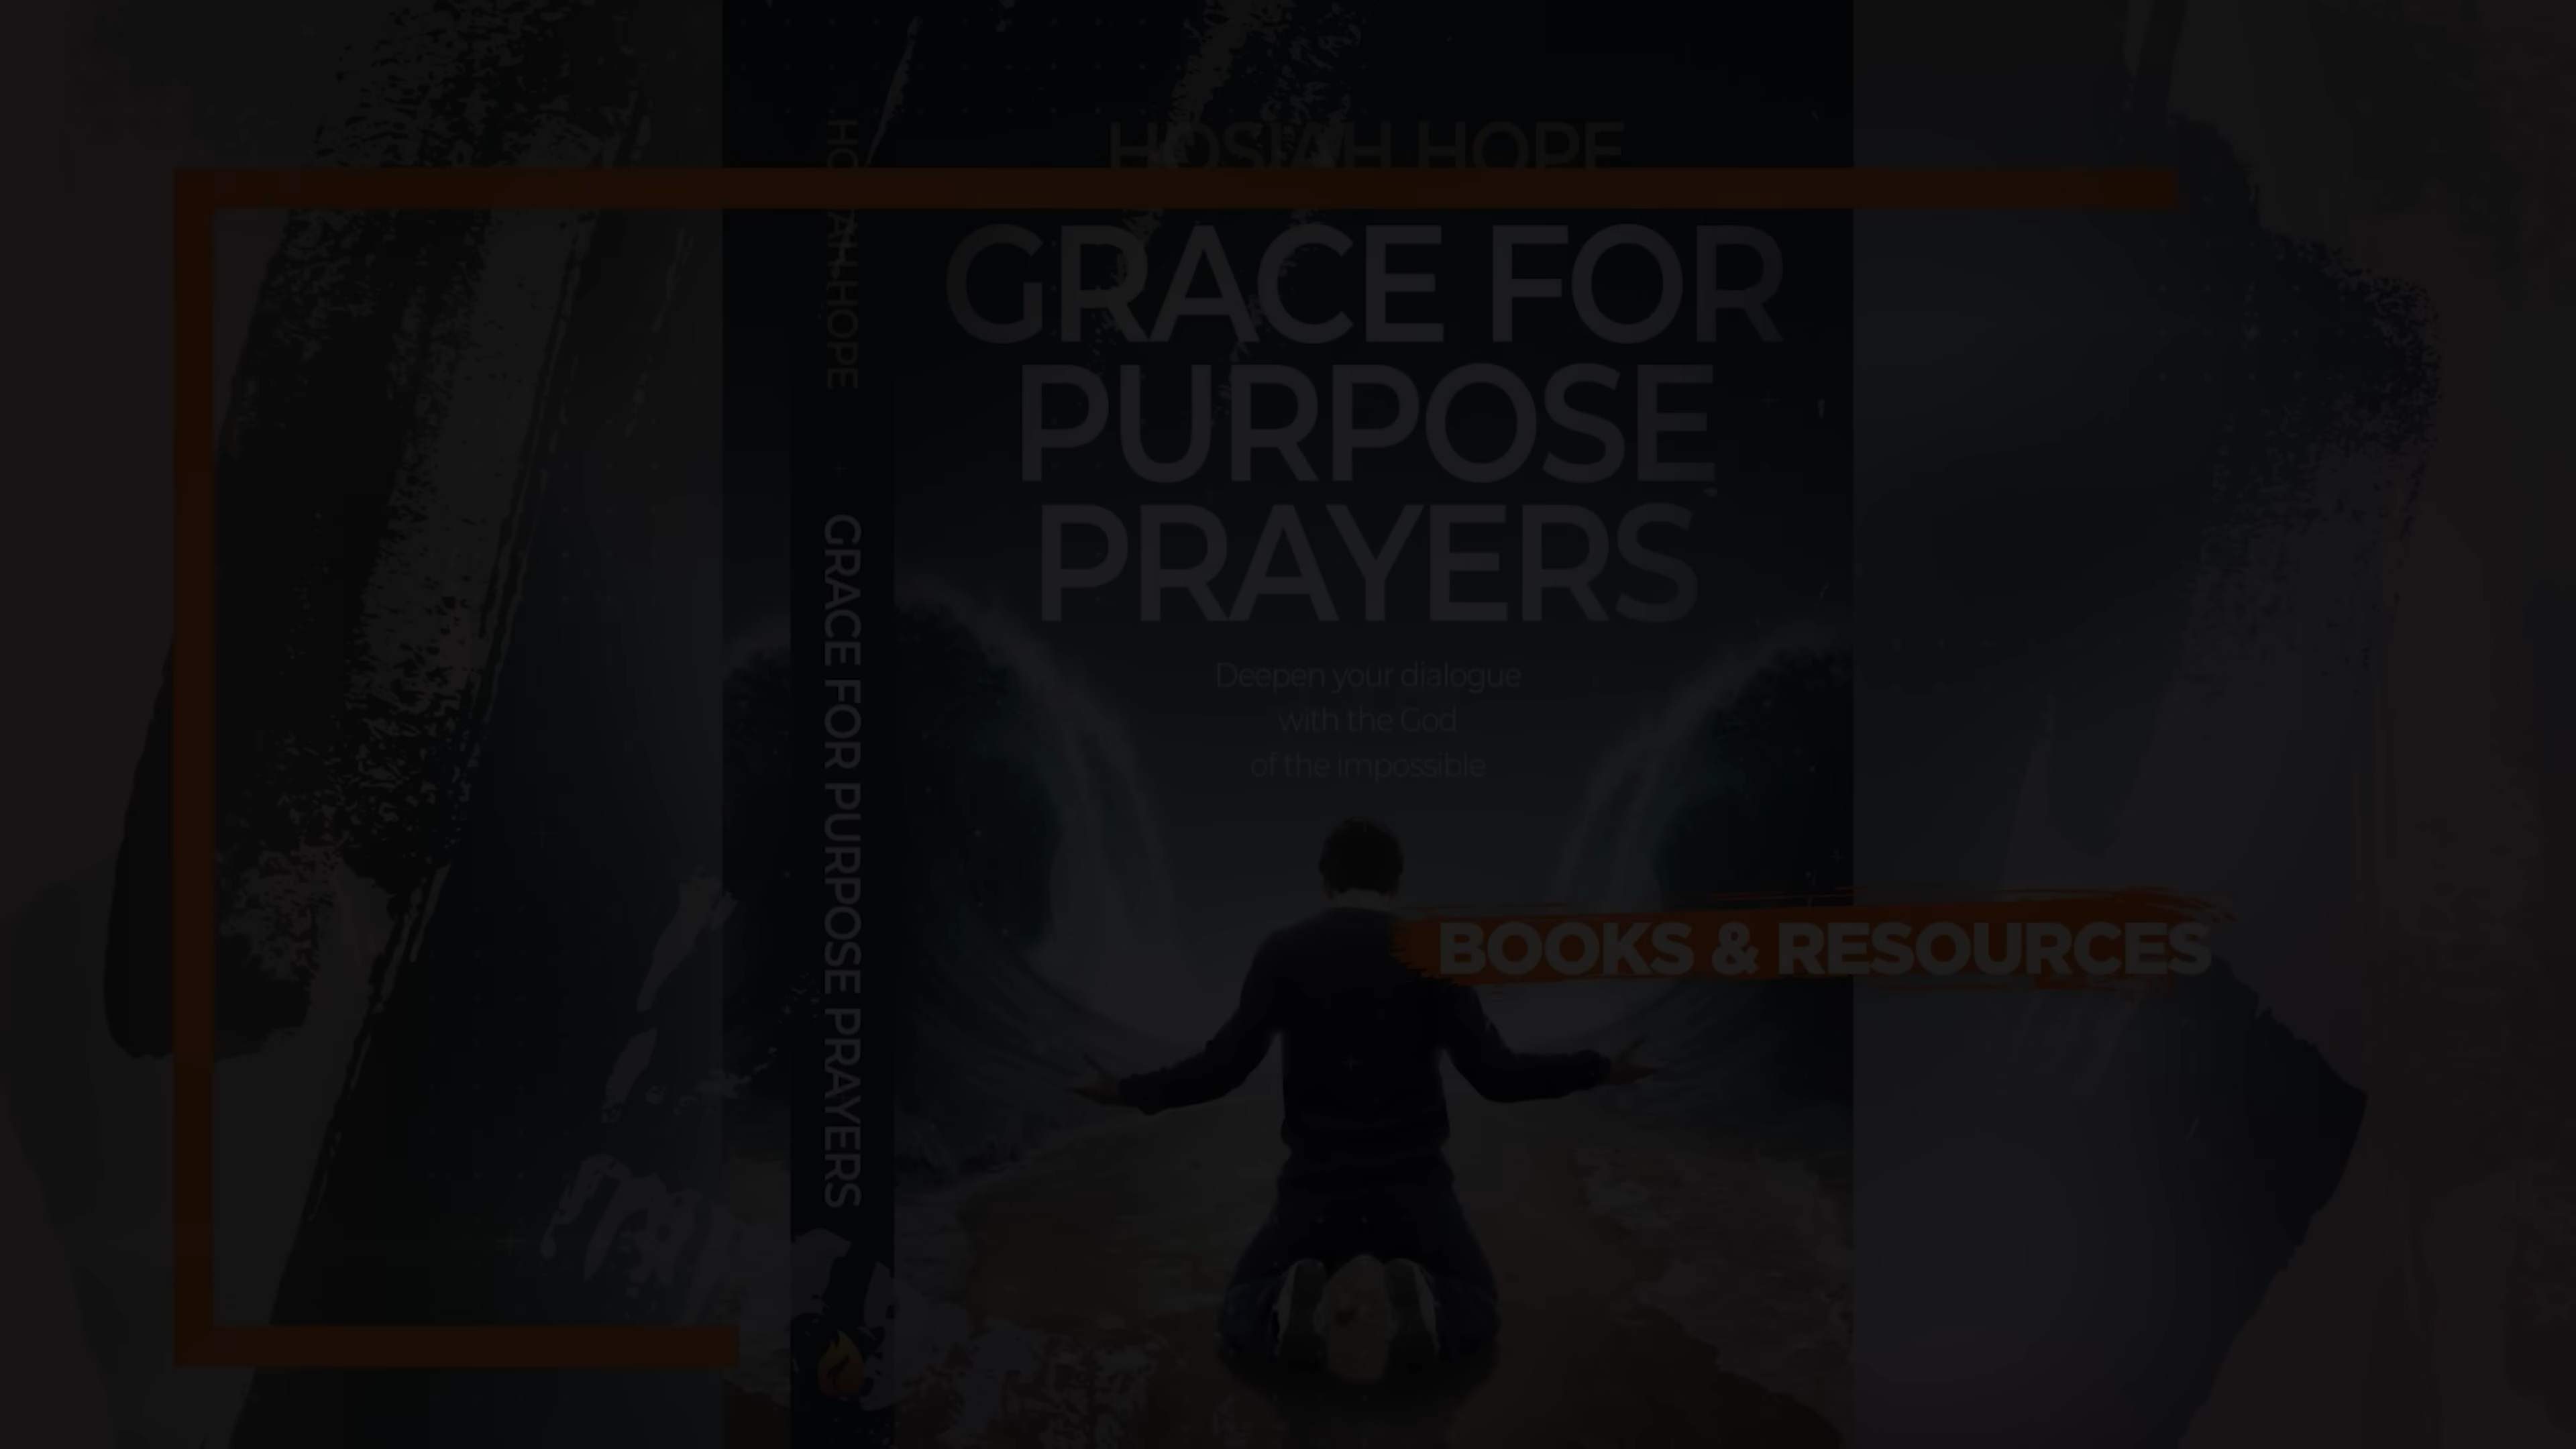 HOSIAH HOPE
GRACE FOR
PURPOSE
PRAYERS
Deepen your dialogue
with the God
of the impossible
HOSIAH HOPE
GRACE FOR PURPOSE PRAYERS
BOOKS & RESOURCES